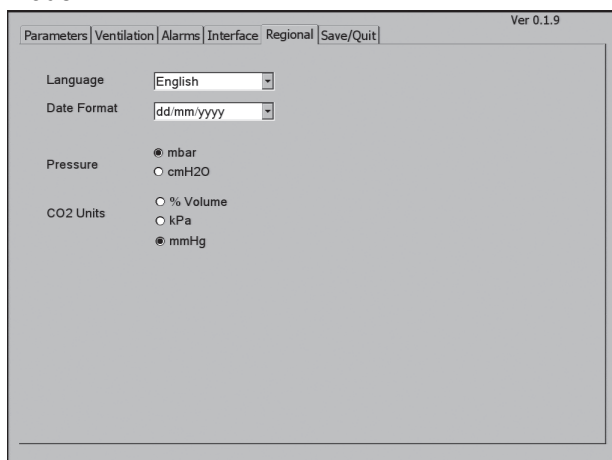 Ver 0.1.9
Parameters Ventilation Alarms Interface Regional Save/Quit
Language English
Date Format dd/mm/yyyy
Pressure
mbar
cmH2O
CO2 Units
% Volume
kPa
mmHg